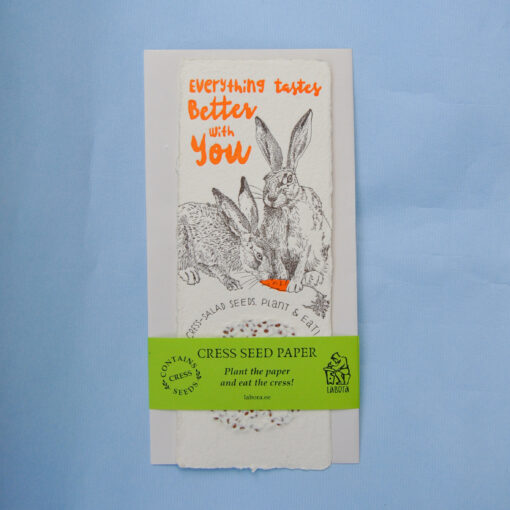 Everything tastes
Better
with
You
CRESS-SALAD SEEDS, PLANT & EAT!
CONTAINS
CRESS
SEEDS
CRESS SEED PAPER
Plant the paper
and eat the cress!
labora.ee
LABORA